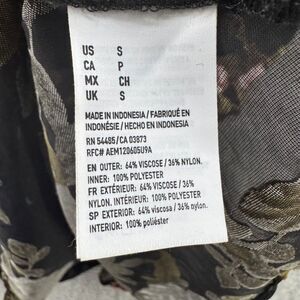 US S
CA P
MX CH
UK S
MADE IN INDONESIA / FABRIQUÉ EN
INDONÉSIE / HECHO EN INDONESIA
RN 54485/CA 03873
RFC# AEM120605U9A
EN OUTER: 64% VISCOSE / 36% NYLON.
INNER: 100% POLYESTER
FR EXTÉRIEUR: 64% VISCOSE / 36%
NYLON. INTÉRIEUR: 100% POLYESTER
SP EXTERIOR: 64% viscosa / 36%
nylon. INTERIOR: 100% poliéster